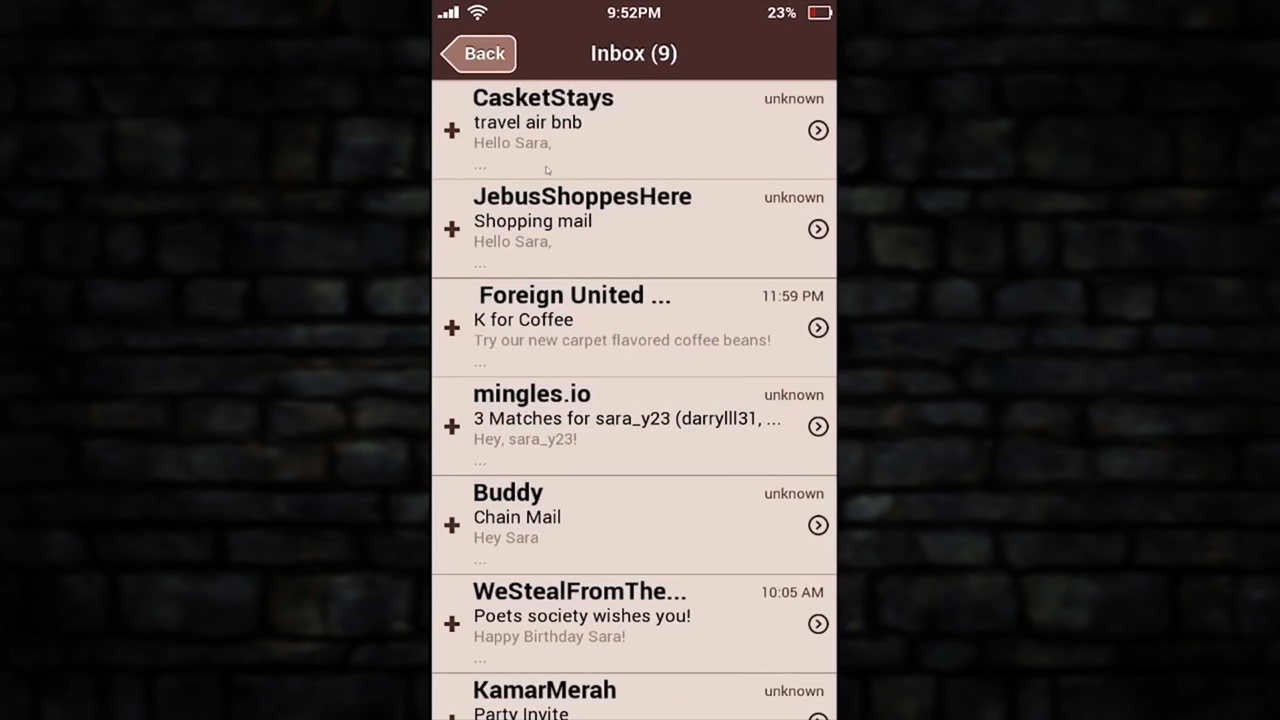 9:52PM
23%
Back
Inbox (9)
CasketStays
unknown
travel air bnb
Hello Sara,
...
JebusShoppesHere
unknown
Shopping mail
Hello Sara,
...
Foreign United ...
11:59 PM
K for Coffee
Try our new carpet flavored coffee beans!
...
mingles.io
unknown
3 Matches for sara_y23 (darrylll31, ...
Hey, sara_y23!
...
Buddy
unknown
Chain Mail
Hey Sara
...
WeStealFromThe...
10:05 AM
Poets society wishes you!
Happy Birthday Sara!
...
KamarMerah
unknown
Party Invite